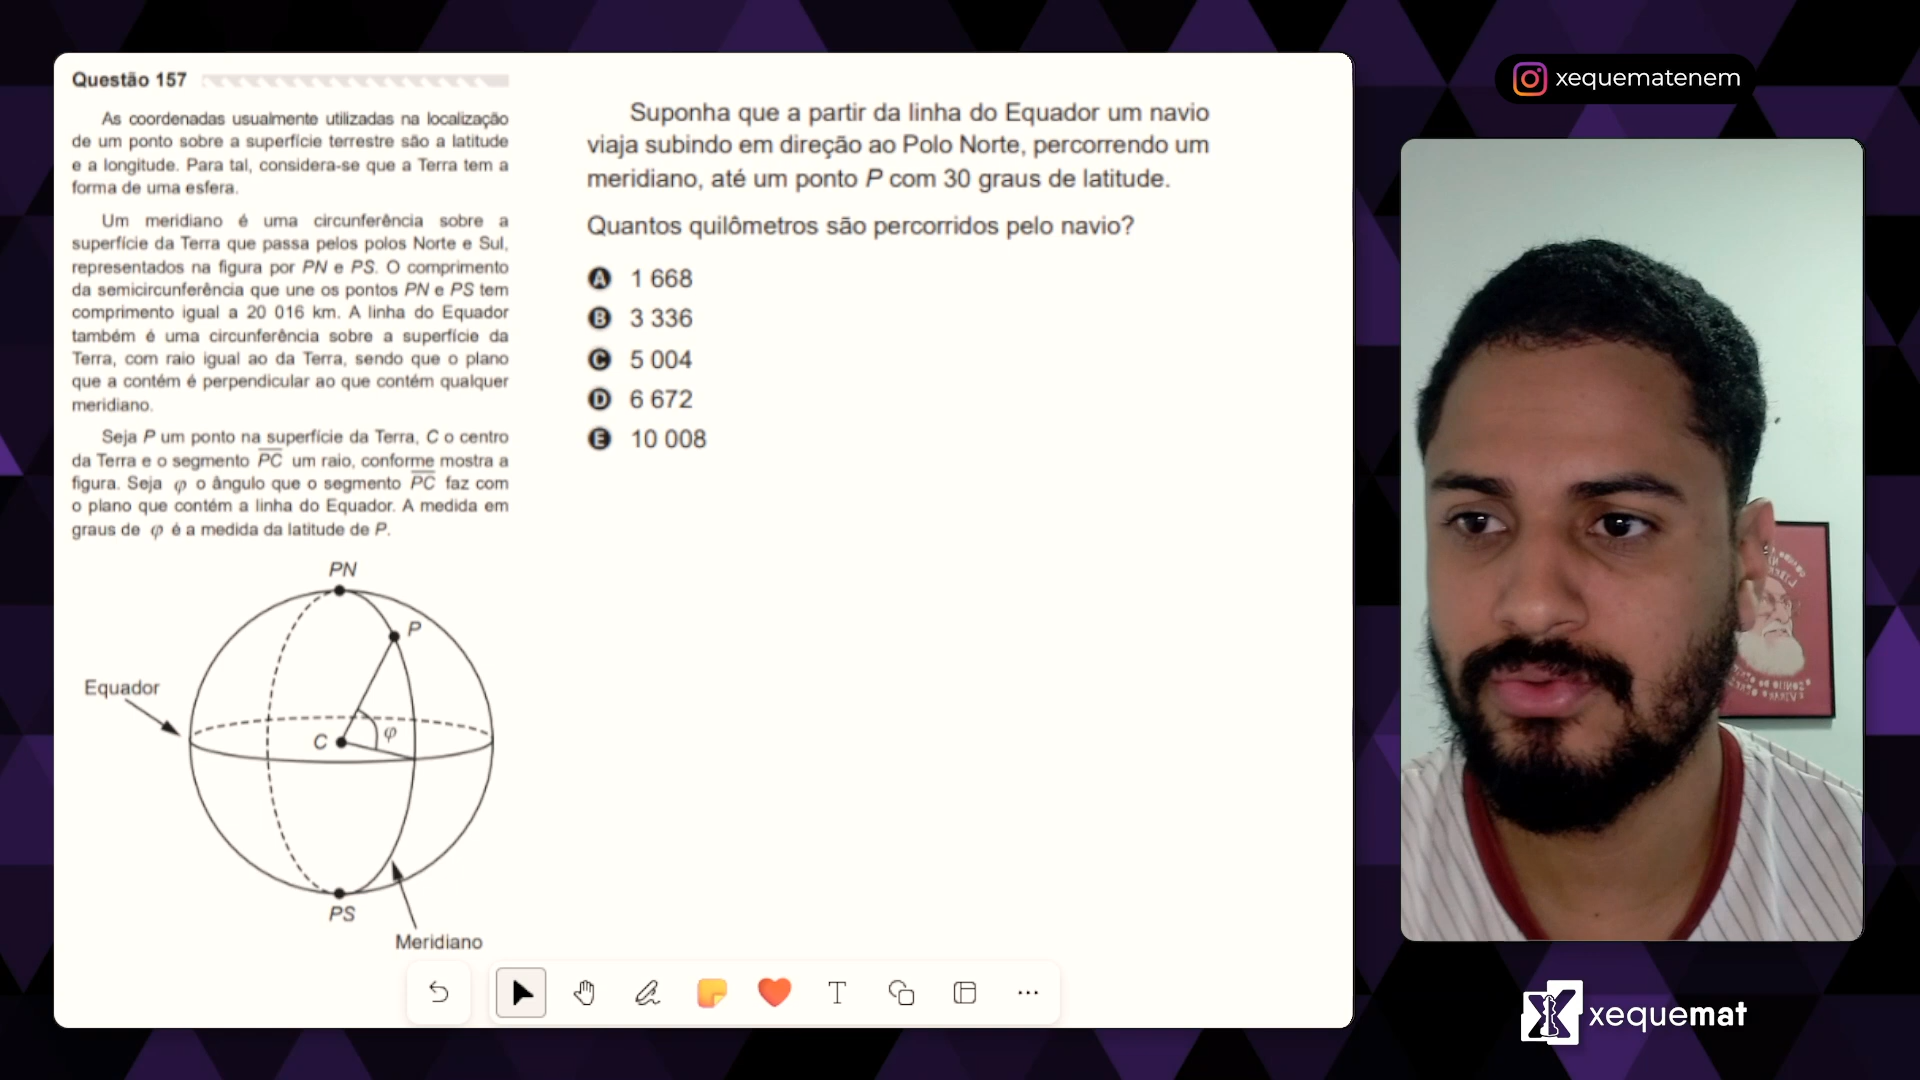 Questão 157
As coordenadas usualmente utilizadas na localização
de um ponto sobre a superfície terrestre são a latitude
e a longitude. Para tal, considera-se que a Terra tem a
forma de uma esfera.
Um meridiano é uma circunferência sobre a
superfície da Terra que passa pelos polos Norte e Sul,
representados na figura por PN e PS. O comprimento
da semicircunferência que une os pontos PN e PS tem
comprimento igual a 20 016 km. A linha do Equador
também é uma circunferência sobre a superfície da
Terra, com raio igual ao da Terra, sendo que o plano
que a contém é perpendicular ao que contém qualquer
meridiano.
Seja P um ponto na superfície da Terra, C o centro
da Terra e o segmento PC um raio, conforme mostra a
figura. Seja φ o ângulo que o segmento PC faz com
o plano que contém a linha do Equador. A medida em
graus de φ é a medida da latitude de P.
PN
P
Equador
C
φ
PS
Meridiano
Suponha que a partir da linha do Equador um navio
viaja subindo em direção ao Polo Norte, percorrendo um
meridiano, até um ponto P com 30 graus de latitude.
Quantos quilômetros são percorridos pelo navio?
A 1 668
B 3 336
C 5 004
D 6 672
E 10 008
T
xequematenem
xequemat